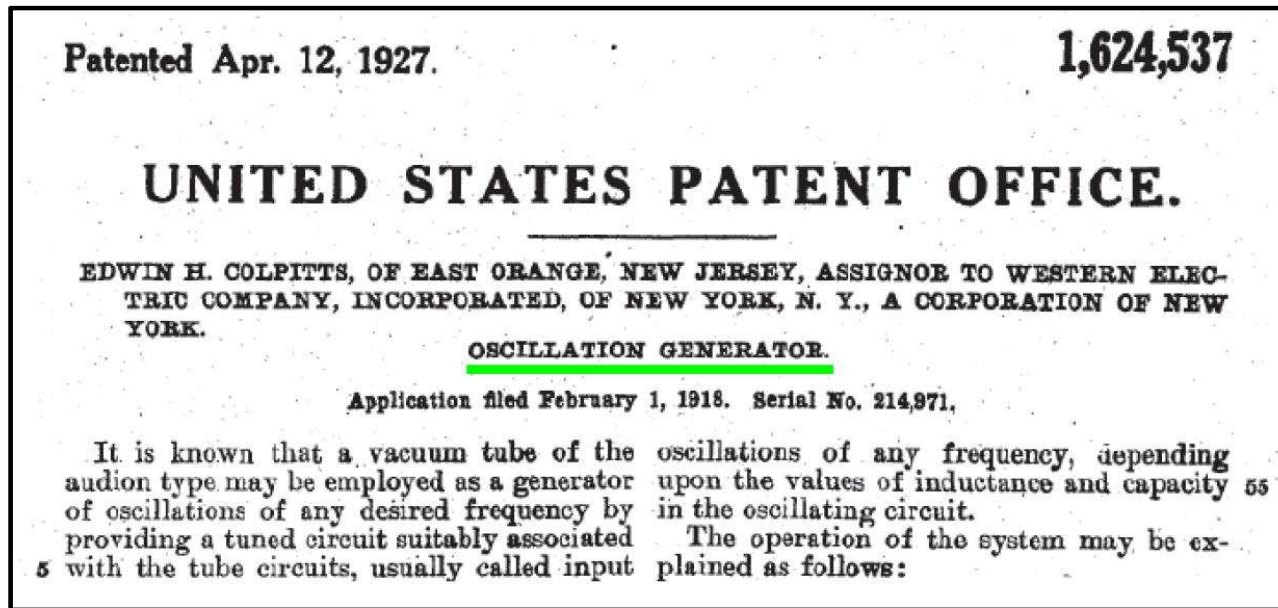 Patented Apr. 12, 1927.
1,624,537
UNITED STATES PATENT OFFICE.
EDWIN H. COLPITTS, OF EAST ORANGE, NEW JERSEY, ASSIGNOR TO WESTERN ELEC-
TRIC COMPANY, INCORPORATED, OF NEW YORK, N. Y., A CORPORATION OF NEW
YORK.
OSCILLATION GENERATOR.
Application filed February 1, 1918. Serial No. 214,971.
It is known that a vacuum tube of the
audion type may be employed as a generator
of oscillations of any desired frequency by
providing a tuned circuit suitably associated
5 with the tube circuits, usually called input
oscillations of any frequency, depending
upon the values of inductance and capacity 55
in the oscillating circuit.
The operation of the system may be ex-
plained as follows: